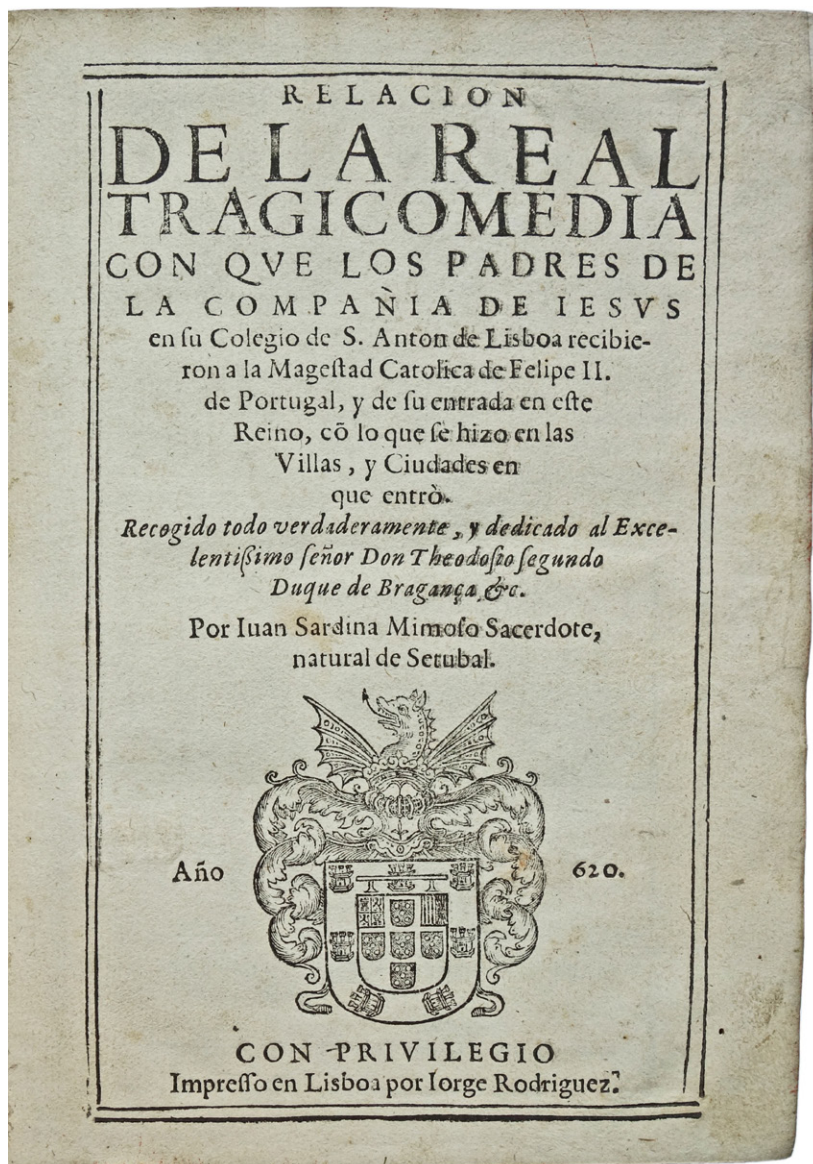 RELACION
DE LA REAL
TRAGICOMEDIA
CON QVE LOS PADRES DE
LA COMPAÑIA DE IESVS
en ſu Colegio de S. Anton de Lisboa recibie-
ron a la Mageſtad Catolica de Felipe II.
de Portugal, y de ſu entrada en eſte
Reino, cõ lo que ſe hizo en las
Villas, y Ciudades en
que entrò.
Recogido todo verdaderamente, y dedicado al Exce-
lentiſsimo ſeñor Don Theodoſio ſegundo
Duque de Bragança, &c.
Por Iuan Sardina Mimoſo Sacerdote,
natural de Setubal.
Año 620.
CON PRIVILEGIO
Impreſſo en Lisboa por Iorge Rodriguez.